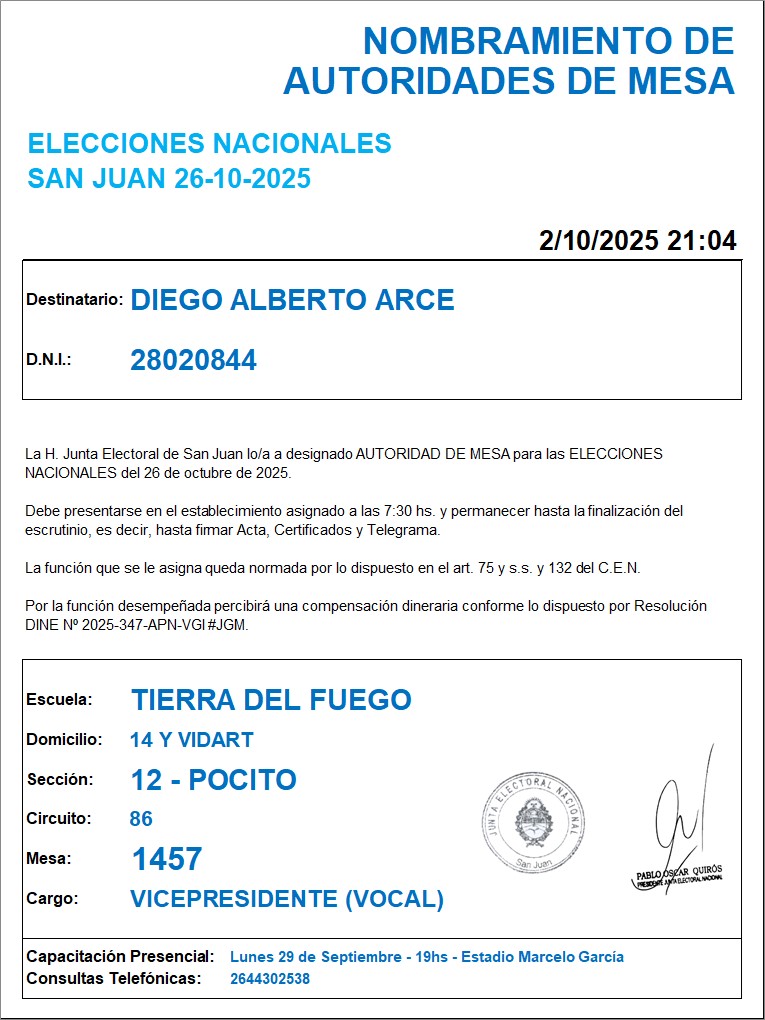 NOMBRAMIENTO DE
AUTORIDADES DE MESA
ELECCIONES NACIONALES
SAN JUAN 26-10-2025
2/10/2025 21:04
Destinatario: DIEGO ALBERTO ARCE
D.N.I.: 28020844
La H. Junta Electoral de San Juan lo/a a designado AUTORIDAD DE MESA para las ELECCIONES
NACIONALES del 26 de octubre de 2025.
Debe presentarse en el establecimiento asignado a las 7:30 hs. y permanecer hasta la finalización del
escrutinio, es decir, hasta firmar Acta, Certificados y Telegrama.
La función que se le asigna queda normada por lo dispuesto en el art. 75 y s.s. y 132 del C.E.N.
Por la función desempeñada percibirá una compensación dineraria conforme lo dispuesto por Resolución
DINE Nº 2025-347-APN-VGI#JGM.
Escuela: TIERRA DEL FUEGO
Domicilio: 14 Y VIDART
Sección: 12 - POCITO
Circuito: 86
Mesa: 1457
Cargo: VICEPRESIDENTE (VOCAL)
JUNTA ELECTORAL NACIONAL
San Juan
PABLO OSCAR QUIRÓS
PRESIDENTE JUNTA ELECTORAL NACIONAL
Capacitación Presencial: Lunes 29 de Septiembre - 19hs - Estadio Marcelo García
Consultas Telefónicas: 2644302538